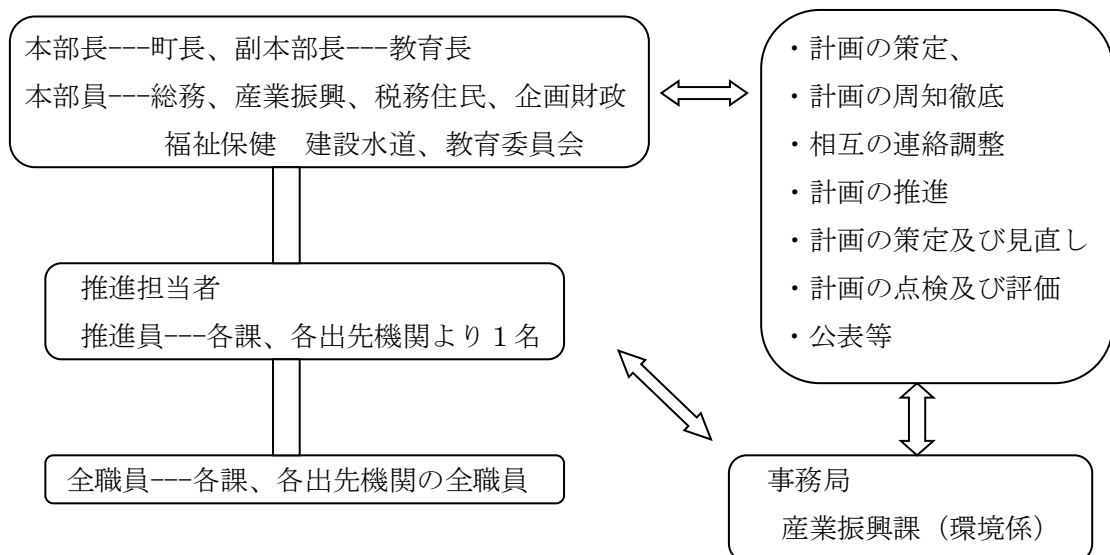 本部長---町長、副本部長---教育長
本部員---総務、産業振興、税務住民、企画財政
福祉保健　建設水道、教育委員会
推進担当者
推進員---各課、各出先機関より１名
全職員---各課、各出先機関の全職員
・計画の策定、
・計画の周知徹底
・相互の連絡調整
・計画の推進
・計画の策定及び見直し
・計画の点検及び評価
・公表等
事務局
産業振興課（環境係）